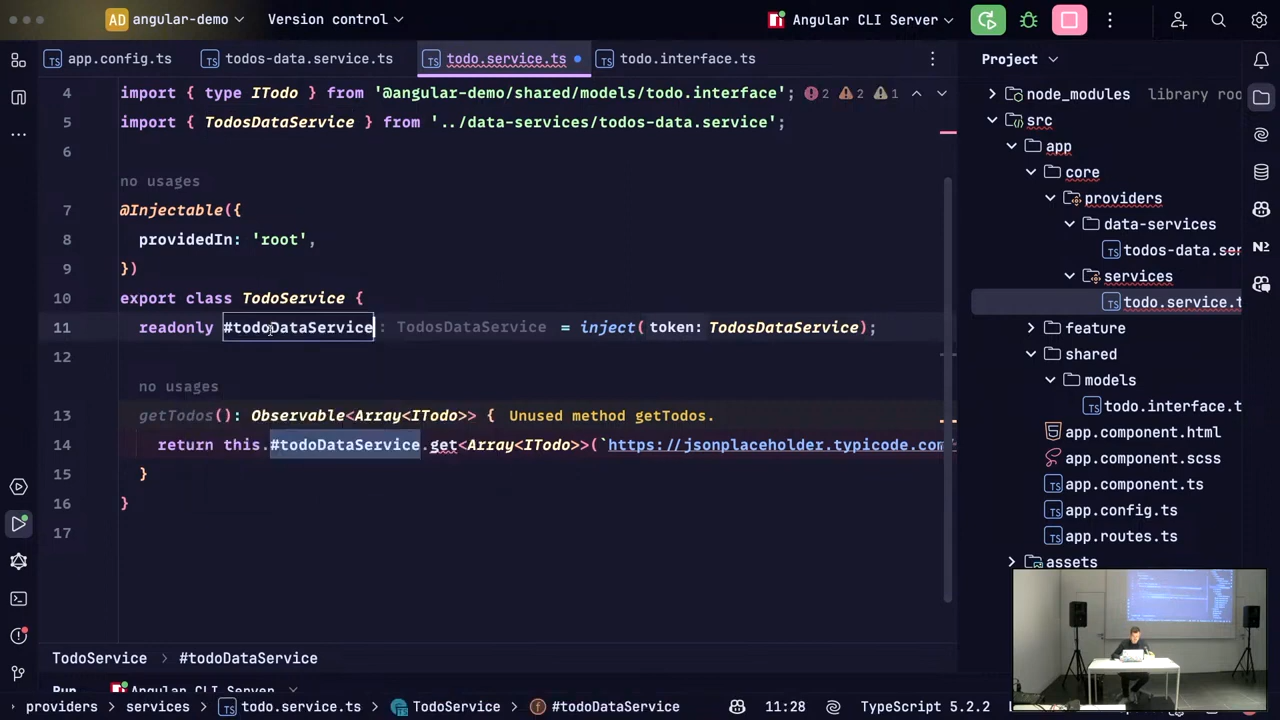 AD angular-demo
Version control
Angular CLI Server
app.config.ts
todos-data.service.ts
todo.service.ts
todo.interface.ts
Project
4 import { type ITodo } from '@angular-demo/shared/models/todo.interface'; 2 2 1
5 import { TodosDataService } from '../data-services/todos-data.service';
6
no usages
7 @Injectable({
8 providedIn: 'root',
9 })
10 export class TodoService {
11 readonly #todoDataService : TodosDataService = inject( token: TodosDataService);
12
no usages
13 getTodos(): Observable<Array<ITodo>> { Unused method getTodos.
14 return this.#todoDataService.get<Array<ITodo>>(`https://jsonplaceholder.typicode.com
15 }
16 }
17
node_modules library roo
src
app
core
providers
data-services
todos-data.ser
services
todo.service.t
feature
shared
models
todo.interface.t
app.component.html
app.component.scss
app.component.ts
app.config.ts
app.routes.ts
assets
TodoService > #todoDataService
Run Angular CLI Server
providers > services > todo.service.ts > TodoService > #todoDataService
11:28 TypeScript 5.2.2